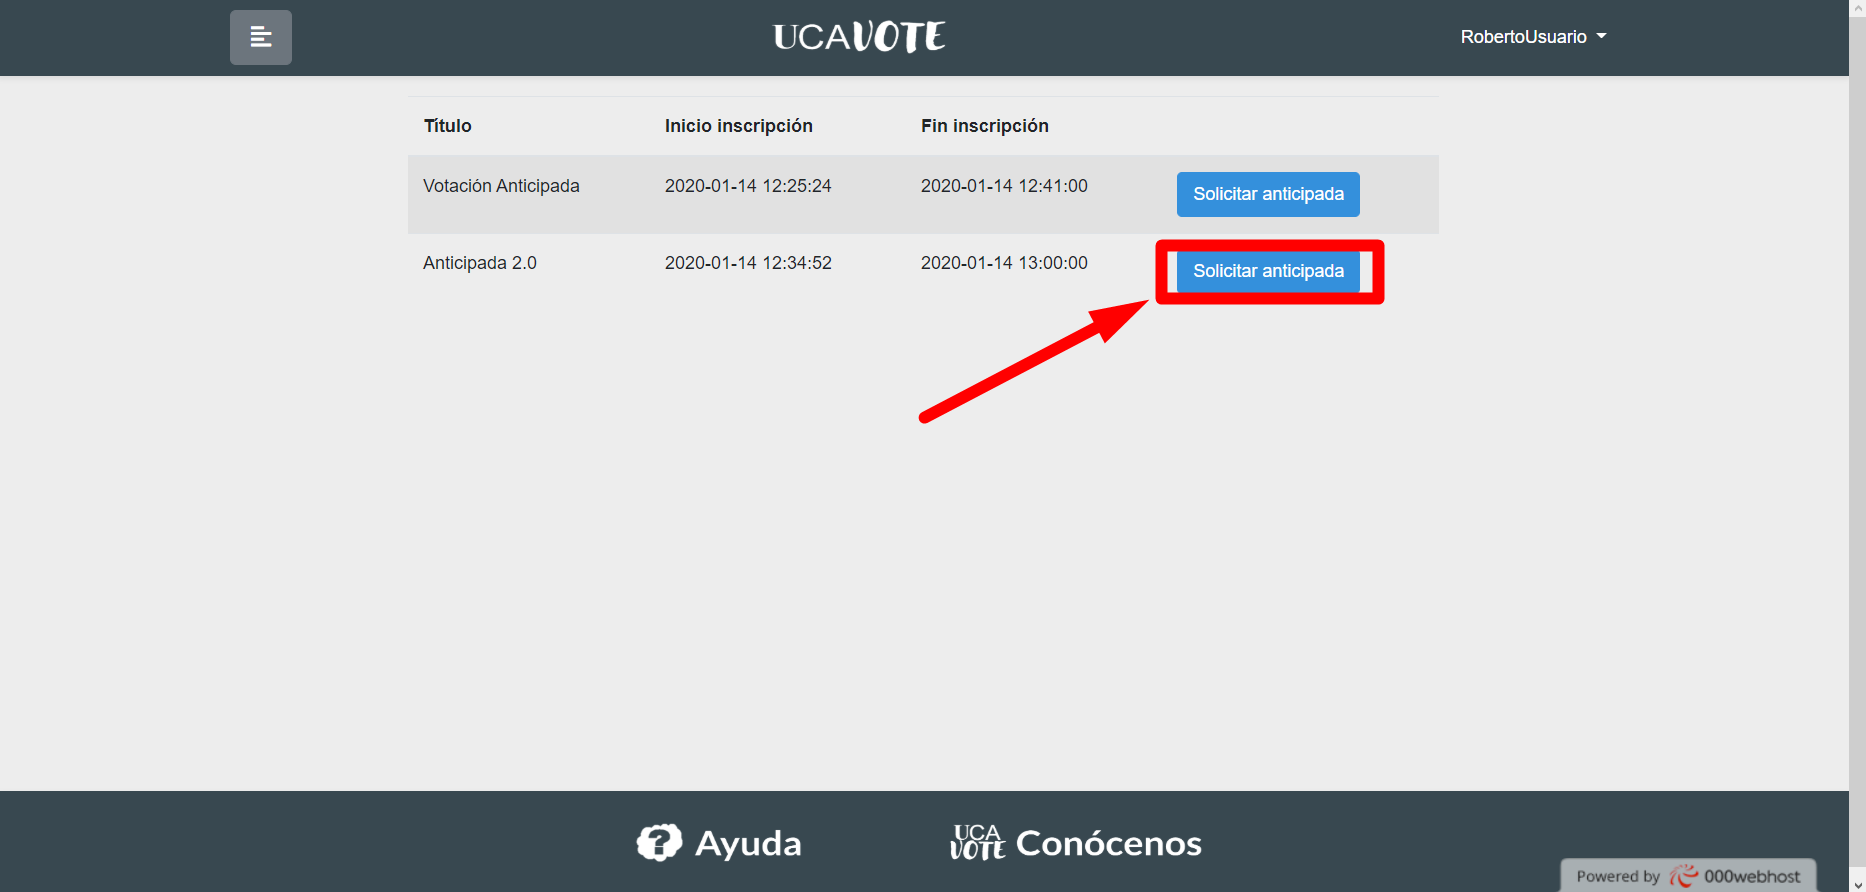 UCAVOTE
RobertoUsuario
Título Inicio inscripción Fin inscripción
Votación Anticipada 2020-01-14 12:25:24 2020-01-14 12:41:00 Solicitar anticipada
Anticipada 2.0 2020-01-14 12:34:52 2020-01-14 13:00:00 Solicitar anticipada
? Ayuda
UCA VOTE Conócenos
Powered by 000webhost